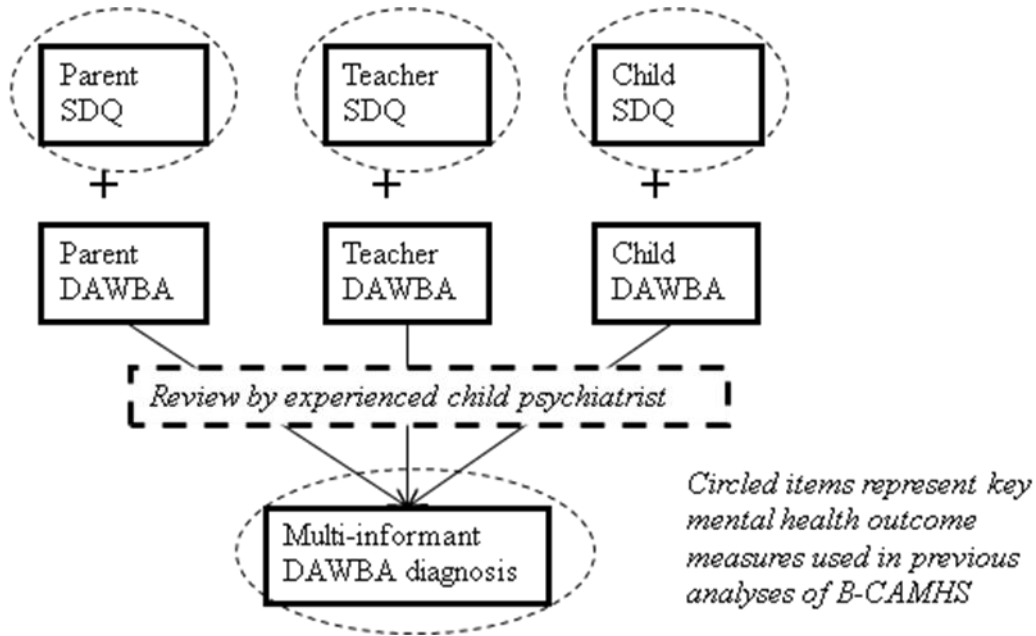 Parent
SDQ
Teacher
SDQ
Child
SDQ
+
+
+
Parent
DAWBA
Teacher
DAWBA
Child
DAWBA
Review by experienced child psychiatrist
Multi-informant
DAWBA diagnosis
Circled items represent key
mental health outcome
measures used in previous
analyses of B-CAMHS